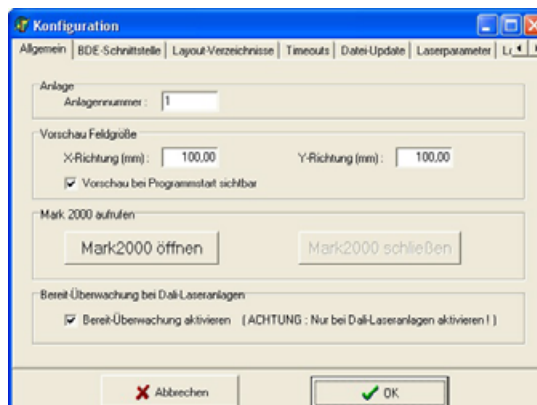 Konfiguration
Allgemein BDE-Schnittstelle Layout-Verzeichnisse Timeouts Datei-Update Laserparameter
Anlage
Anlagennummer : 1
Vorschau Feldgröße
X-Richtung (mm) : 100,00 Y-Richtung (mm) : 100,00
Vorschau bei Programmstart sichtbar
Mark 2000 aufrufen
Mark2000 öffnen Mark2000 schließen
Bereit-Überwachung bei Dali-Laseranlagen
Bereit-Überwachung aktivieren ( ACHTUNG : Nur bei Dali-Laseranlagen aktivieren ! )
Abbrechen OK